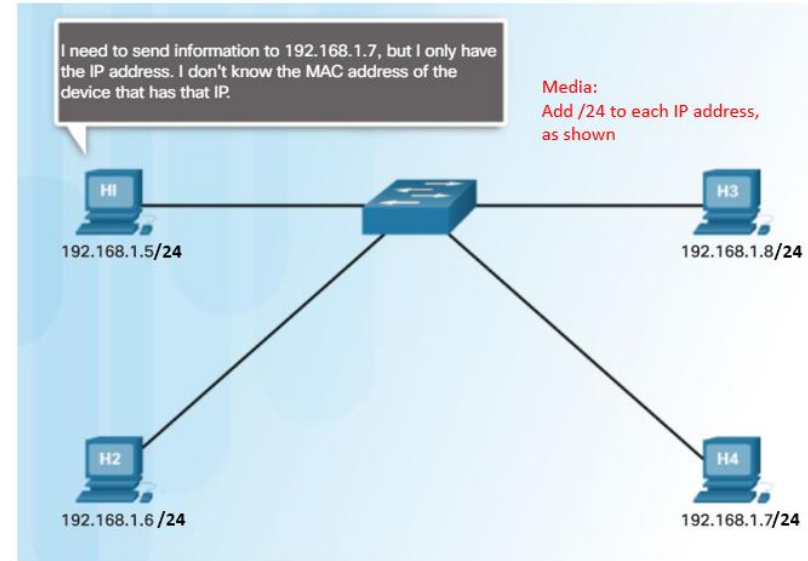 I need to send information to 192.168.1.7, but I only have
the IP address. I don't know the MAC address of the
device that has that IP.
Media:
Add /24 to each IP address,
as shown
H1
H3
192.168.1.5/24
192.168.1.8/24
H2
H4
192.168.1.6 /24
192.168.1.7/24